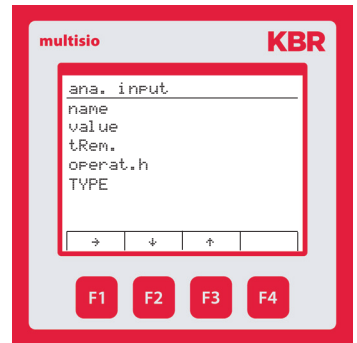 multisio KBR
ana. input
name
value
tRem.
operat.h
TYPE
→ ↓ ↑
F1 F2 F3 F4